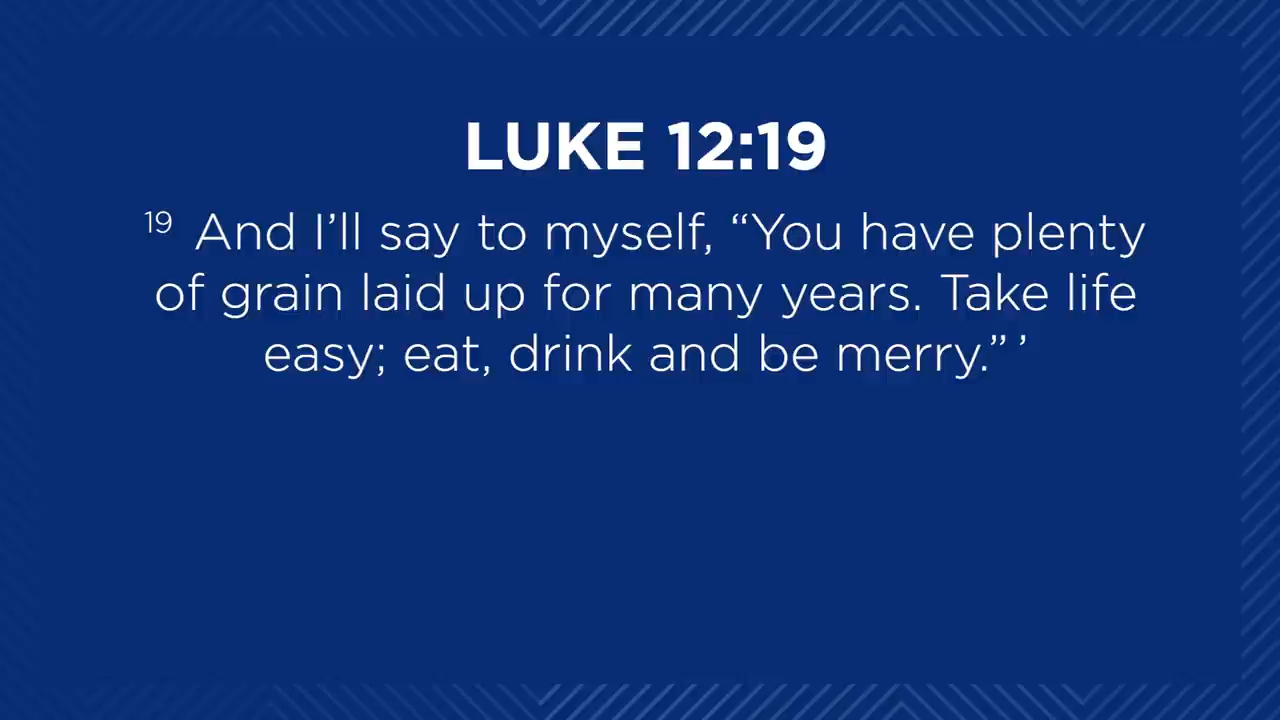 LUKE 12:19
19 And I’ll say to myself, “You have plenty
of grain laid up for many years. Take life
easy; eat, drink and be merry.” ’